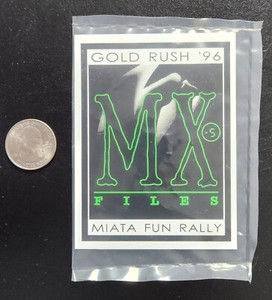 GOLD RUSH '96
MX-5
FILES
MIATA FUN RALLY